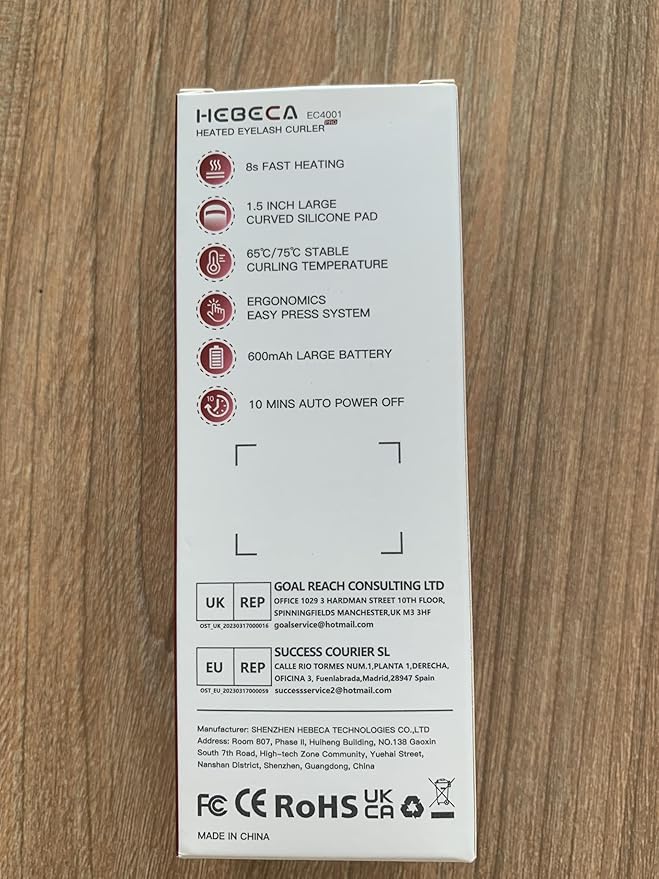 HEBECA EC4001
PRO
HEATED EYELASH CURLER
8s FAST HEATING
1.5 INCH LARGE
CURVED SILICONE PAD
65℃/75℃ STABLE
CURLING TEMPERATURE
ERGONOMICS
EASY PRESS SYSTEM
600mAh LARGE BATTERY
10
10 MINS AUTO POWER OFF
UK REP
GOAL REACH CONSULTING LTD
OFFICE 1029 3 HARDMAN STREET 10TH FLOOR,
SPINNINGFIELDS MANCHESTER,UK M3 3HF
OST_UK_20230317000016 goalservice@hotmail.com
EU REP
SUCCESS COURIER SL
CALLE RIO TORMES NUM.1,PLANTA 1,DERECHA,
OFICINA 3, Fuenlabrada,Madrid,28947 Spain
OST_EU_20230317000059 successservice2@hotmail.com
Manufacturer: SHENZHEN HEBECA TECHNOLOGIES CO.,LTD
Address: Room 807, Phase II, Huiheng Building, NO.138 Gaoxin
South 7th Road, High-tech Zone Community, Yuehai Street,
Nanshan District, Shenzhen, Guangdong, China
FC CE RoHS UK
CA
MADE IN CHINA